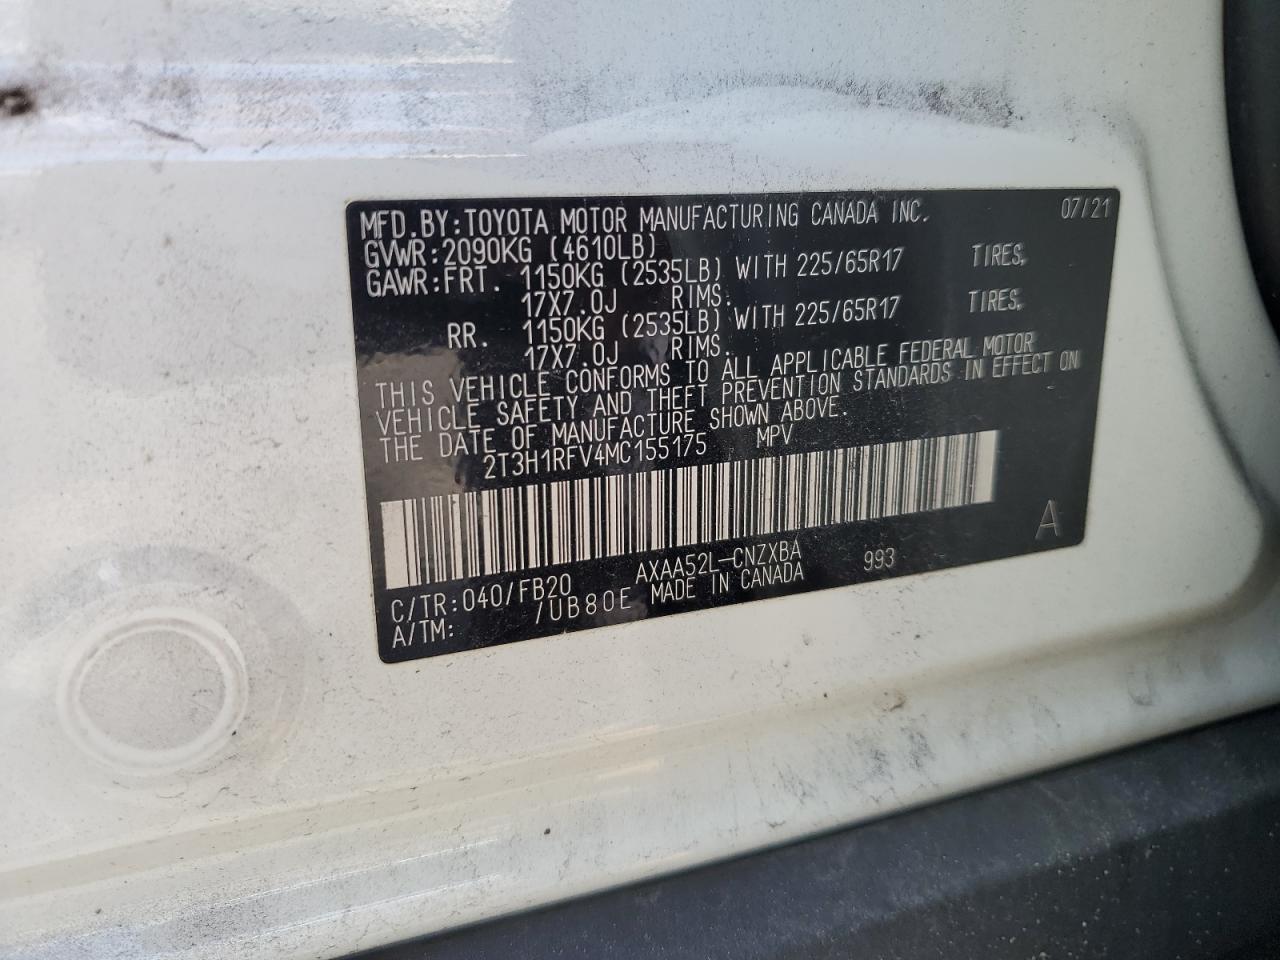 MFD.BY:TOYOTA MOTOR MANUFACTURING CANADA INC. 07/21
GVWR:2090KG (4610LB)
GAWR:FRT. 1150KG (2535LB) WITH 225/65R17 TIRES,
17X7.0J RIMS.
RR. 1150KG (2535LB) WITH 225/65R17 TIRES,
17X7.0J RIMS.
THIS VEHICLE CONFORMS TO ALL APPLICABLE FEDERAL MOTOR
VEHICLE SAFETY AND THEFT PREVENTION STANDARDS IN EFFECT ON
THE DATE OF MANUFACTURE SHOWN ABOVE.
2T3H1RFV4MC155175 MPV
C/TR:040/FB20 AXAA52L-CNZXBA 993 A
A/TM: /UB80E MADE IN CANADA